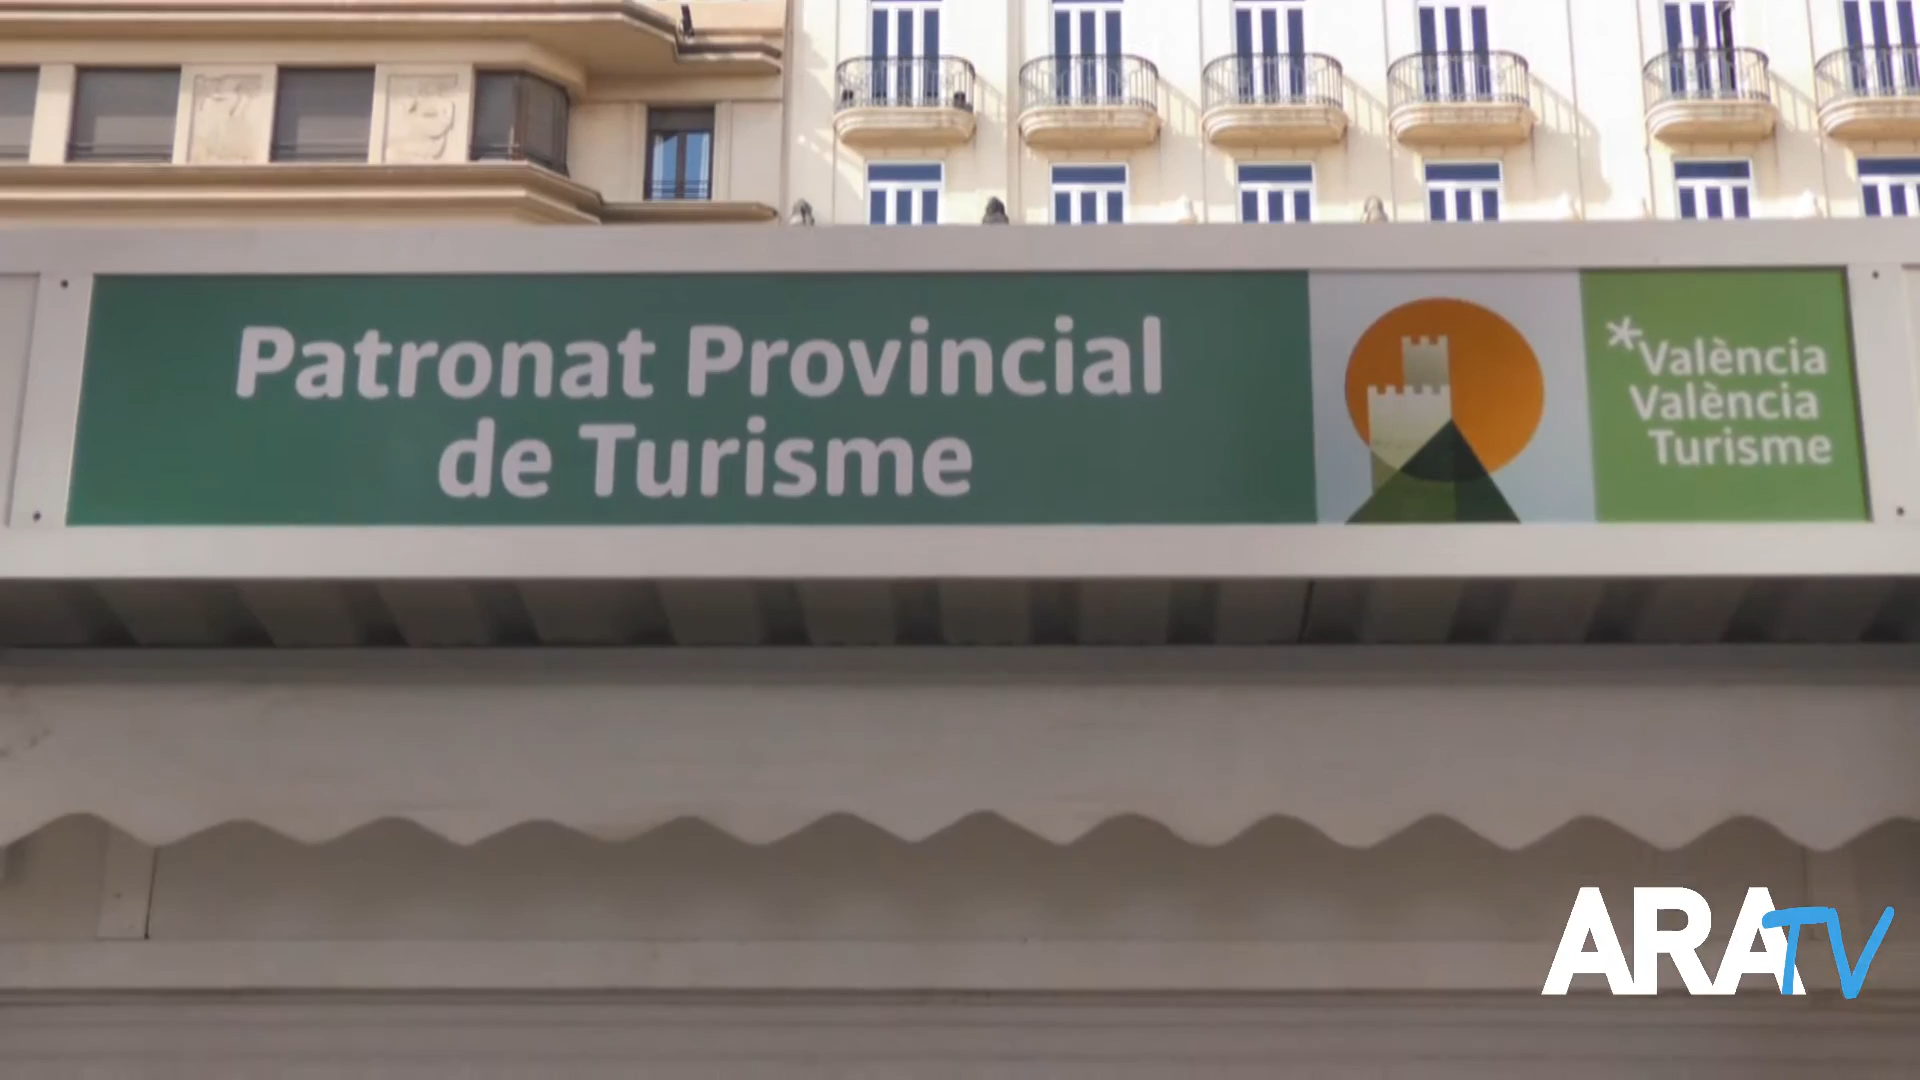 Patronat Provincial
de Turisme
*València
València
Turisme
ARATV